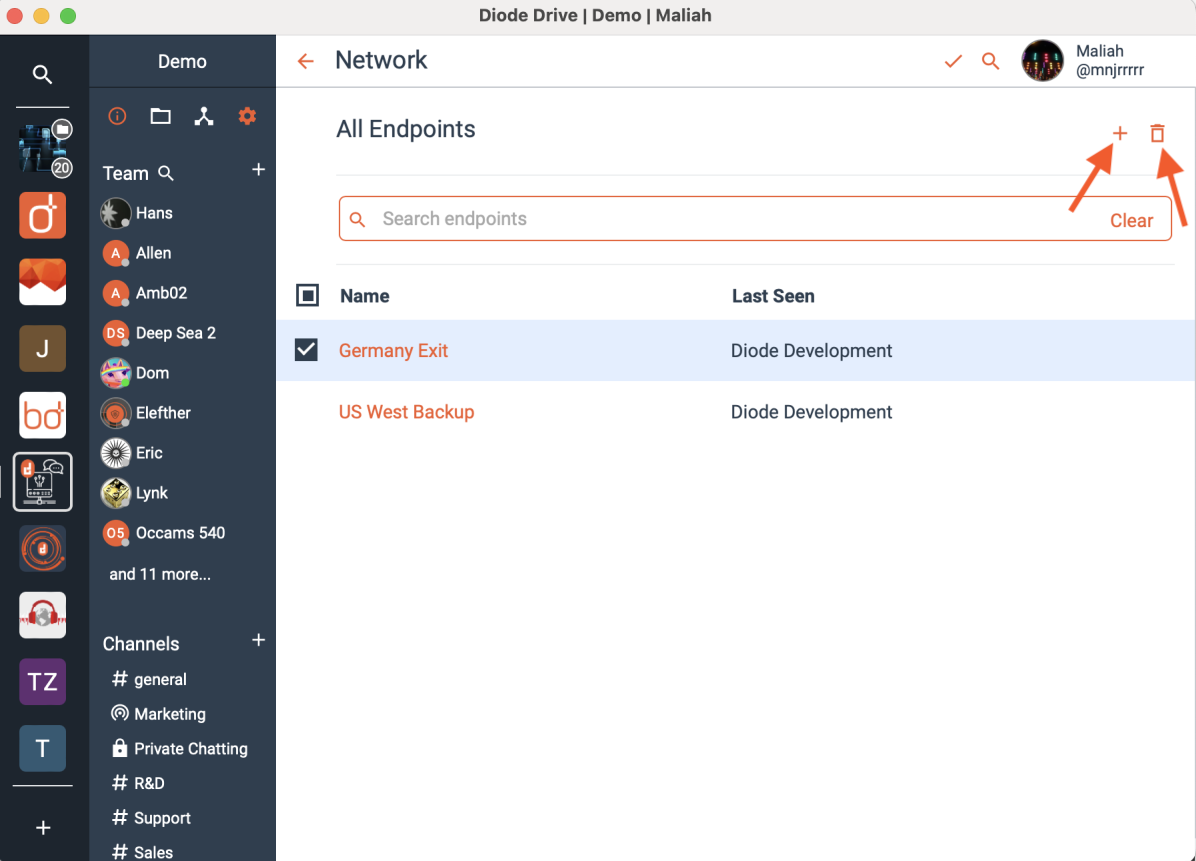 Diode Drive | Demo | Maliah
Demo
Network
Maliah
@mnjrrrrr
20
All Endpoints
Team
Search endpoints
Clear
Hans
A Allen
A Amb02
DS Deep Sea 2
Dom
Elefther
Eric
Lynk
O5 Occams 540
and 11 more...
Name Last Seen
Germany Exit Diode Development
US West Backup Diode Development
J
bd
d
TZ
T
Channels
# general
Marketing
Private Chatting
# R&D
# Support
# Sales